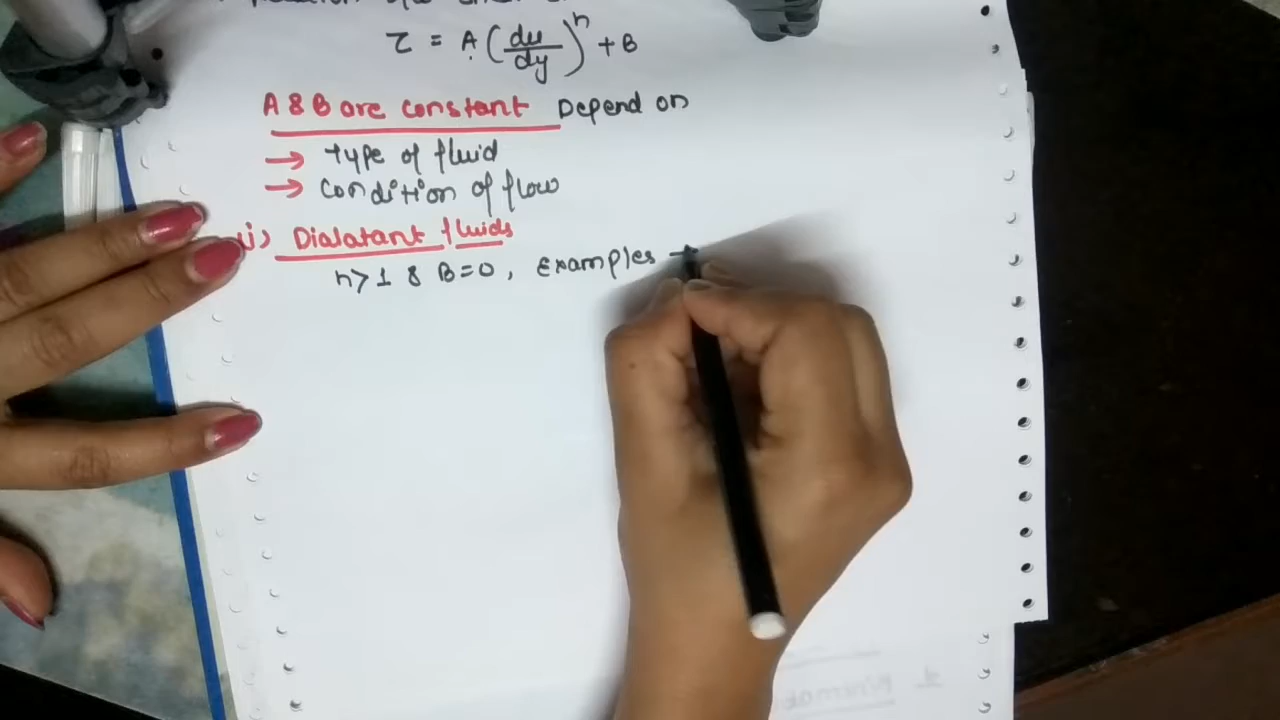 τ = A (du/dy)^n + B
A & B are constant Depend on
→ Type of fluid
→ Condition of flow
i) Dialatant fluids
n>1 & B=0, Examples →